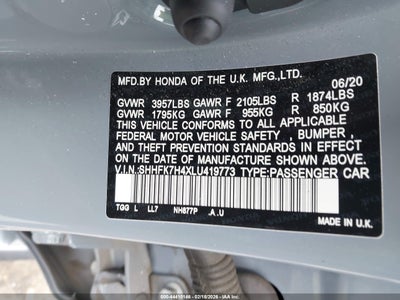 MFD.BY HONDA OF THE U.K. MFG.,LTD. 06/20
GVWR 3957LBS GAWR F 2105LBS R 1874LBS
GVWR 1795KG GAWR F 955KG R 850KG
THIS VEHICLE CONFORMS TO ALL APPLICABLE
FEDERAL MOTOR VEHICLE SAFETY , BUMPER ,
AND THEFT PREVENTION STANDARDS IN EFFECT
ON THE DATE OF MANUFACTURE SHOWN ABOVE.
V.I.N:SHHFK7H4XLU419773 TYPE:PASSENGER CAR
TGG L LL7 NH877P .A .U MADE IN U.K.